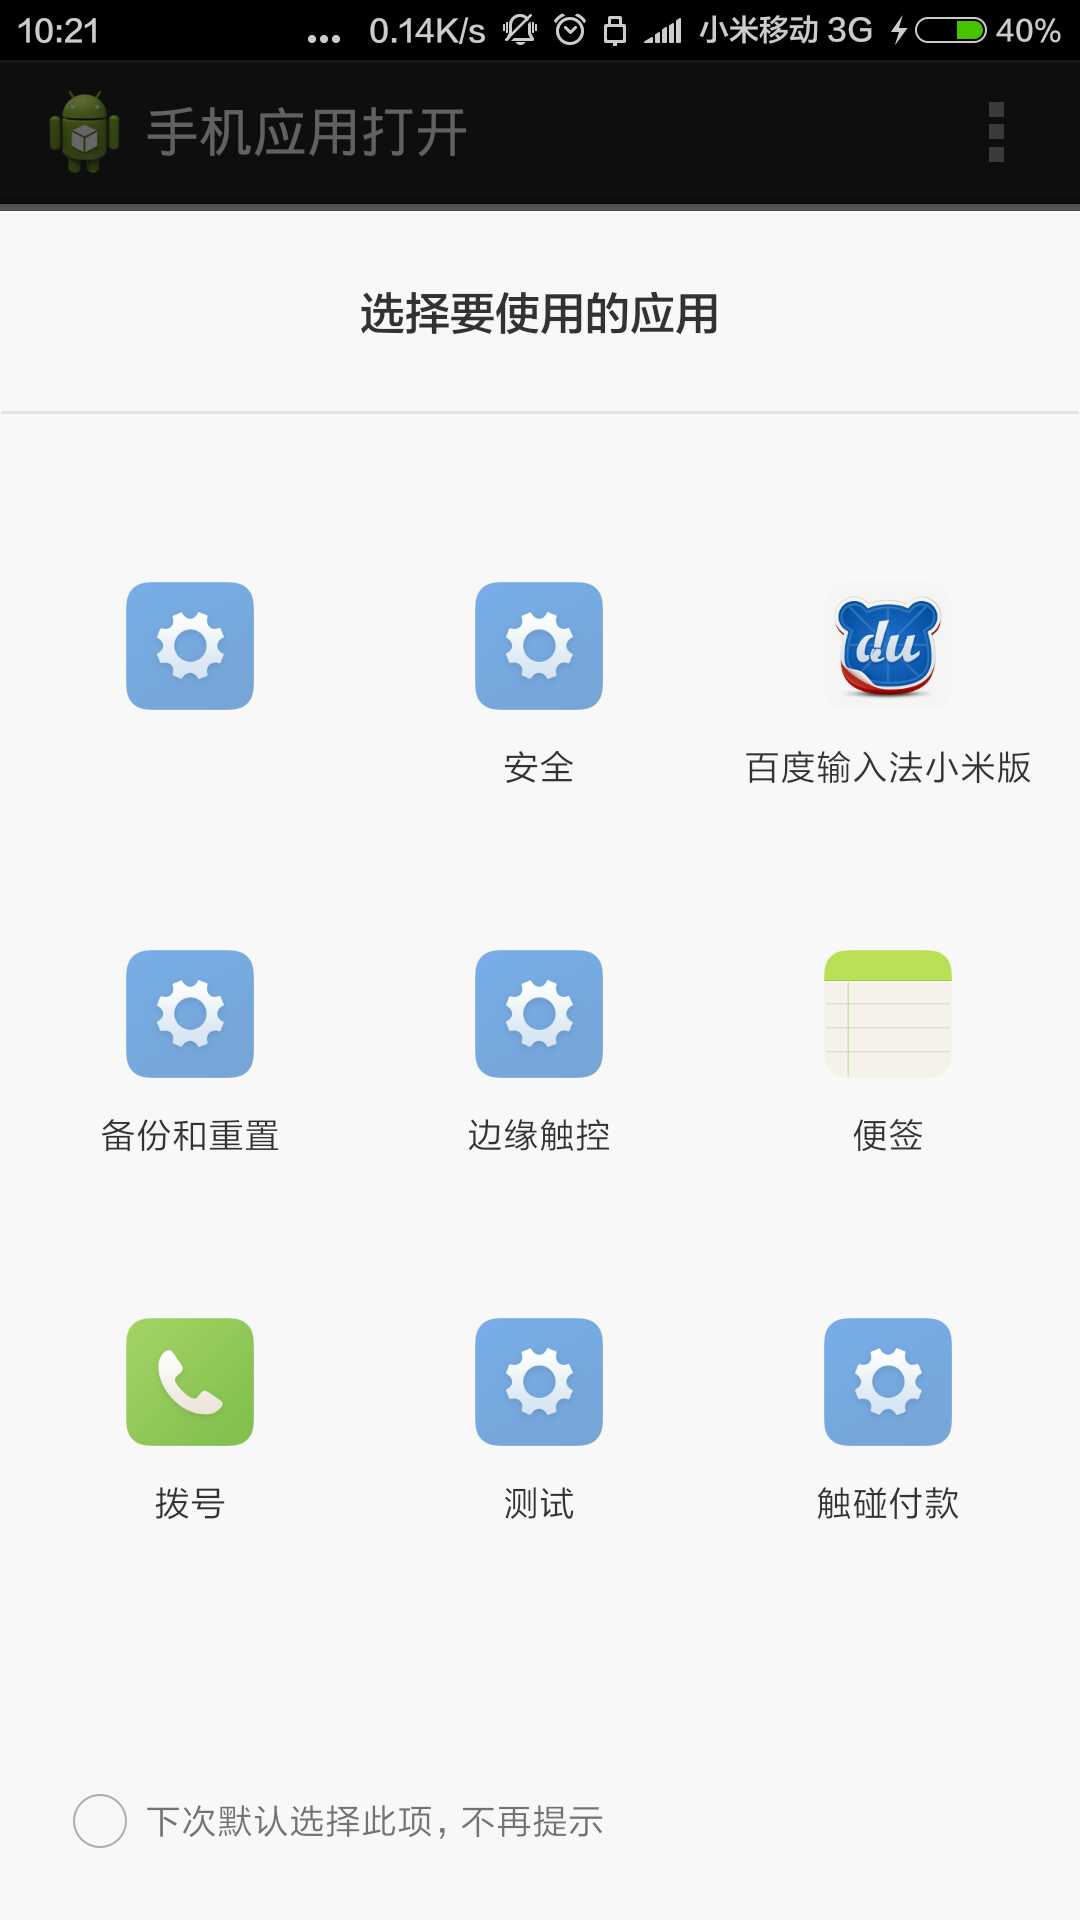 10:21 ... 0.14K/s 小米移动 3G 40%
手机应用打开
选择要使用的应用
du
安全 百度输入法小米版
备份和重置 边缘触控 便签
拨号 测试 触碰付款
下次默认选择此项，不再提示